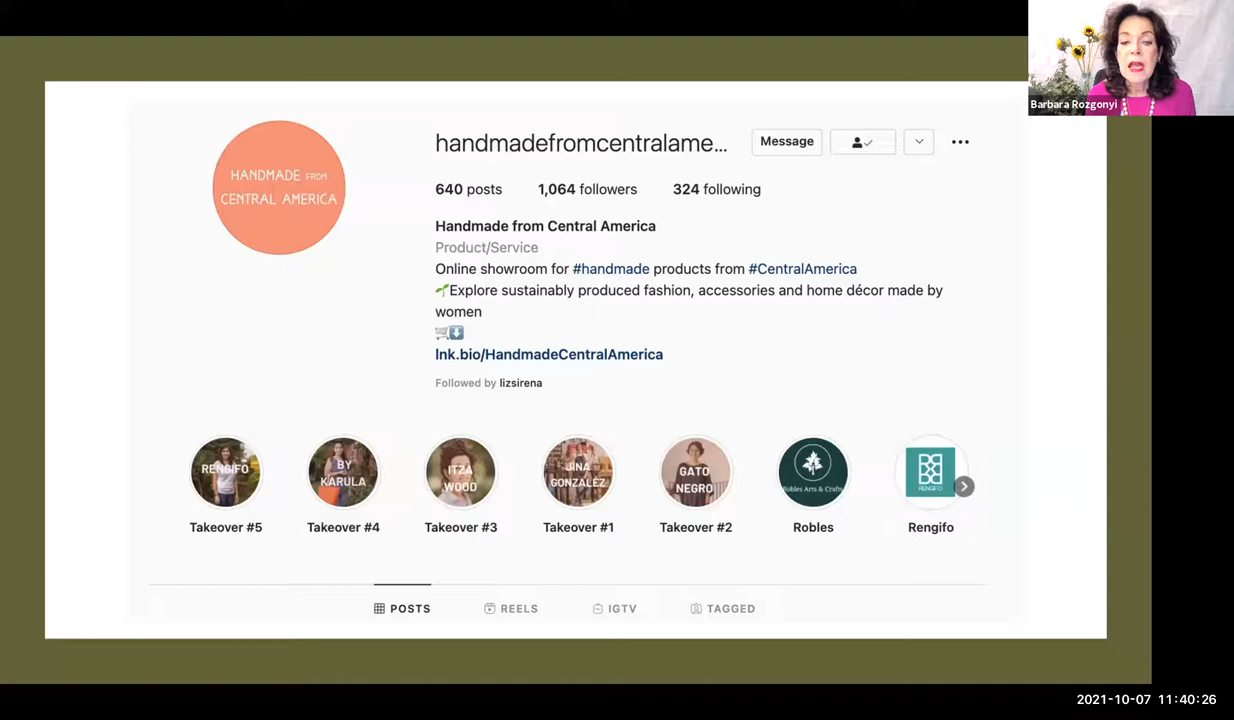 Barbara Rozgonyi
HANDMADE FROM
CENTRAL AMERICA
handmadefromcentralame...
Message
640 posts 1,064 followers 324 following
Handmade from Central America
Product/Service
Online showroom for #handmade products from #CentralAmerica
🌱Explore sustainably produced fashion, accessories and home décor made by
women
🛒⬇️
lnk.bio/HandmadeCentralAmerica
Followed by lizsirena
RENGIFO
BY
KARULA
ITZA
WOOD
JINA
GONZALÉZ
GATO
NEGRO
Robles Arts & Crafts
RENGIFO
Takeover #5 Takeover #4 Takeover #3 Takeover #1 Takeover #2 Robles Rengifo
POSTS REELS IGTV TAGGED
2021-10-07 11:40:26